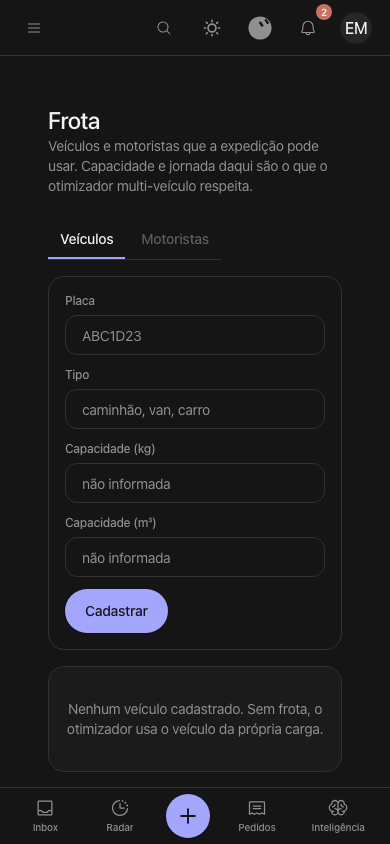 2
EM
Frota
Veículos e motoristas que a expedição pode
usar. Capacidade e jornada daqui são o que o
otimizador multi-veículo respeita.
Veículos
Motoristas
Placa
ABC1D23
Tipo
caminhão, van, carro
Capacidade (kg)
não informada
Capacidade (m³)
não informada
Cadastrar
Nenhum veículo cadastrado. Sem frota, o
otimizador usa o veículo da própria carga.
Inbox
Radar
Pedidos
Inteligência